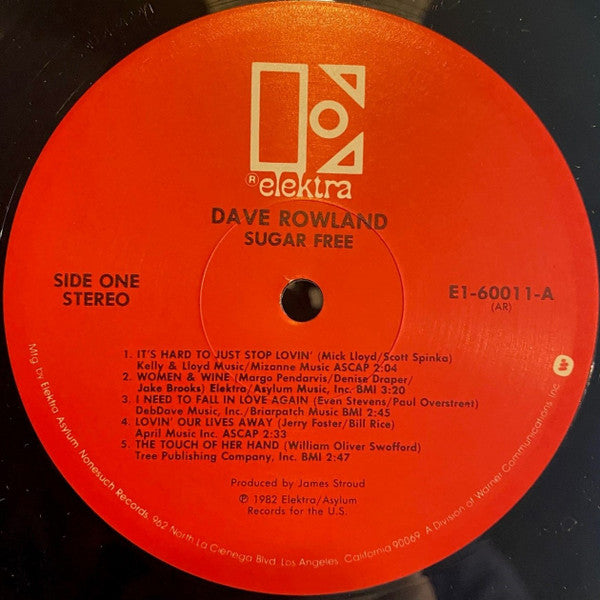 ® elektra
DAVE ROWLAND
SUGAR FREE
SIDE ONE
STEREO
E1-60011-A
(AR)
1. IT'S HARD TO JUST STOP LOVIN' (Mick Lloyd/Scott Spinka)
Kelly & Lloyd Music/Mizanne Music ASCAP 2:04
2. WOMEN & WINE (Margo Pendarvis/Denise Draper/
Jake Brooks) Elektra/Asylum Music, Inc. BMI 3:20
3. I NEED TO FALL IN LOVE AGAIN (Even Stevens/Paul Overstreet)
DebDave Music, Inc./Briarpatch Music BMI 2:45
4. LOVIN' OUR LIVES AWAY (Jerry Foster/Bill Rice)
April Music Inc. ASCAP 2:33
5. THE TOUCH OF HER HAND (William Oliver Swofford)
Tree Publishing Company, Inc. BMI 2:47
Produced by James Stroud
℗ 1982 Elektra/Asylum
Records for the U.S.
Mfg. by Elektra/Asylum/Nonesuch Records, 962 North La Cienega Blvd., Los Angeles, California 90069. A Division of Warner Communications, Inc.